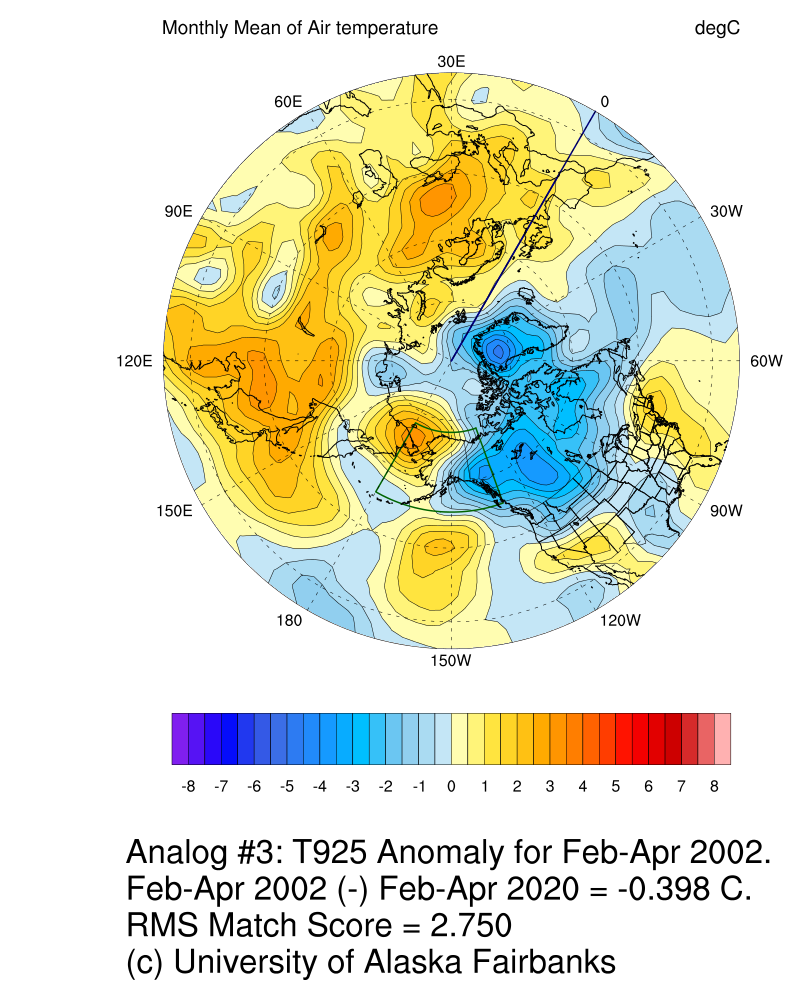 Monthly Mean of Air temperature degC
30E
60E 0
90E 30W
120E 60W
150E 90W
180 120W
150W
-8 -7 -6 -5 -4 -3 -2 -1 0 1 2 3 4 5 6 7 8
Analog #3: T925 Anomaly for Feb-Apr 2002.
Feb-Apr 2002 (-) Feb-Apr 2020 = -0.398 C.
RMS Match Score = 2.750
(c) University of Alaska Fairbanks